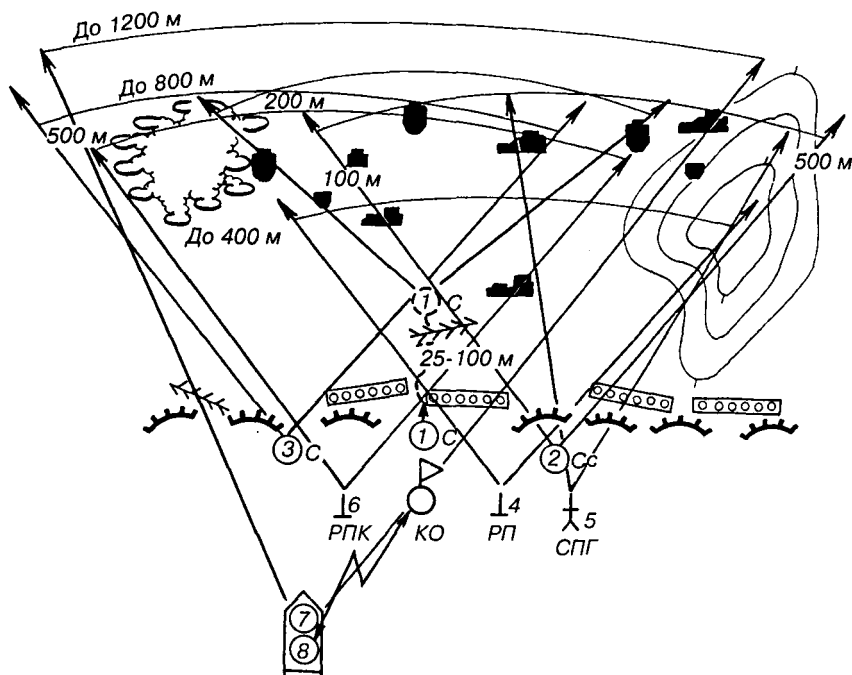 До 1200 м
До 800 м
200 м
500 м
500 м
100 м
До 400 м
1 С
25-100 м
3 С
1 С
2 Сс
6
РПК
КО
4
РП
5
СПГ
7
8